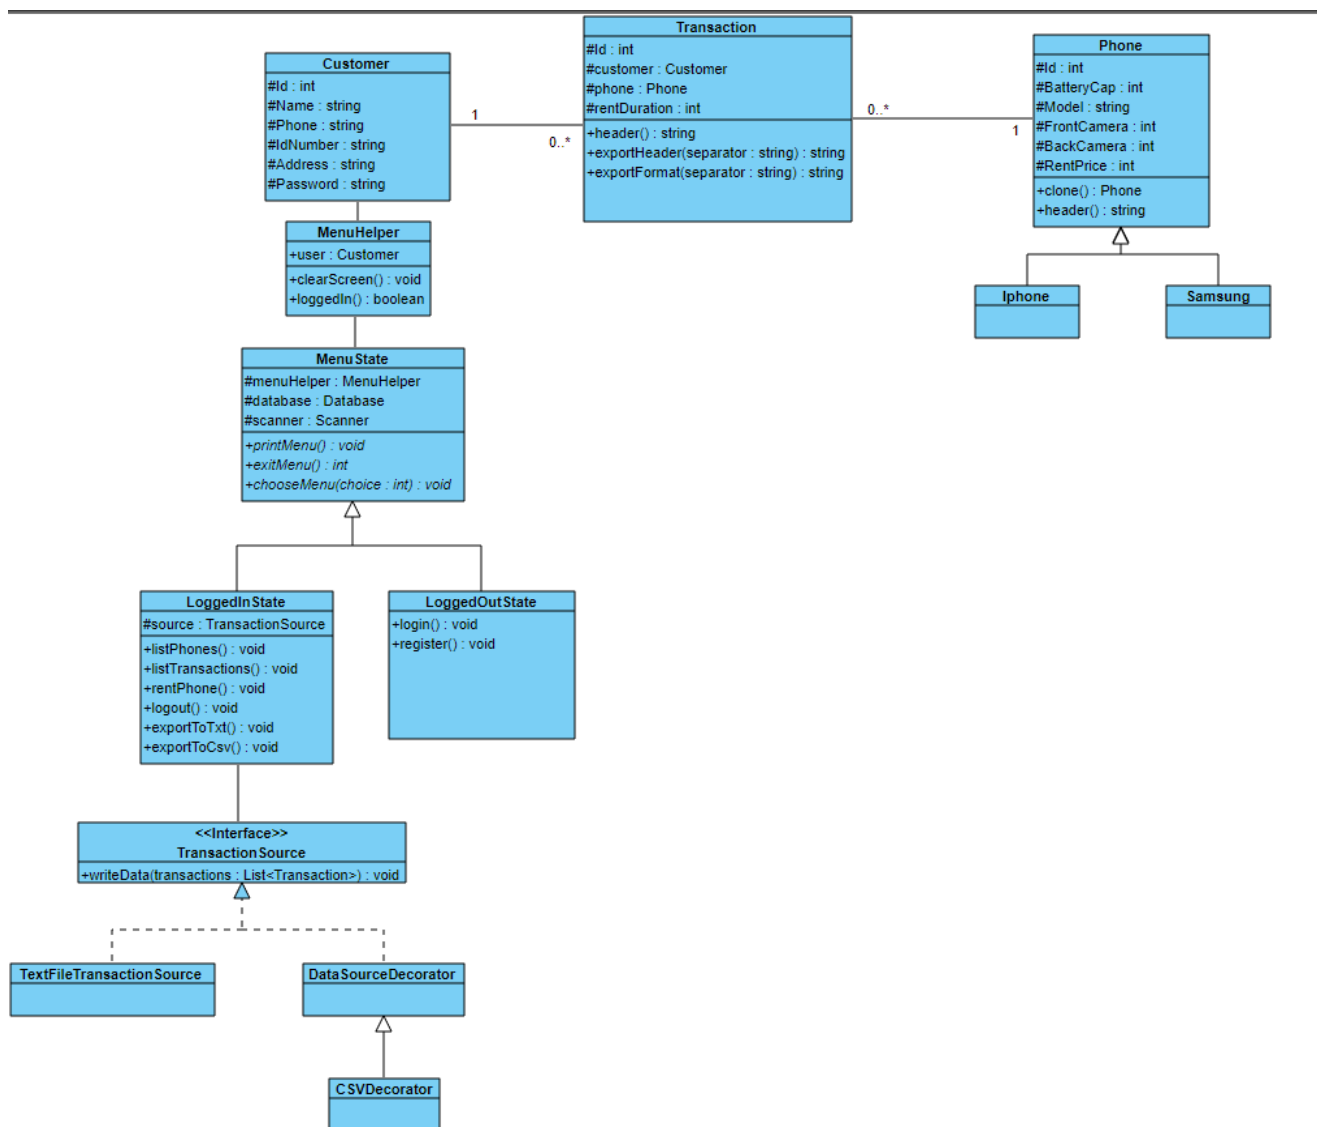 Customer
#Id : int
#Name : string
#Phone : string
#IdNumber : string
#Address : string
#Password : string
1
0..*
Transaction
#Id : int
#customer : Customer
#phone : Phone
#rentDuration : int
+header() : string
+exportHeader(separator : string) : string
+exportFormat(separator : string) : string
0..*
1
Phone
#Id : int
#BatteryCap : int
#Model : string
#FrontCamera : int
#BackCamera : int
#RentPrice : int
+clone() : Phone
+header() : string
Iphone
Samsung
MenuHelper
+user : Customer
+clearScreen() : void
+loggedIn() : boolean
MenuState
#menuHelper : MenuHelper
#database : Database
#scanner : Scanner
+printMenu() : void
+exitMenu() : int
+chooseMenu(choice : int) : void
LoggedInState
#source : TransactionSource
+listPhones() : void
+listTransactions() : void
+rentPhone() : void
+logout() : void
+exportToTxt() : void
+exportToCsv() : void
LoggedOutState
+login() : void
+register() : void
<<Interface>>
TransactionSource
+writeData(transactions : List<Transaction>) : void
TextFileTransactionSource
DataSourceDecorator
CSVDecorator